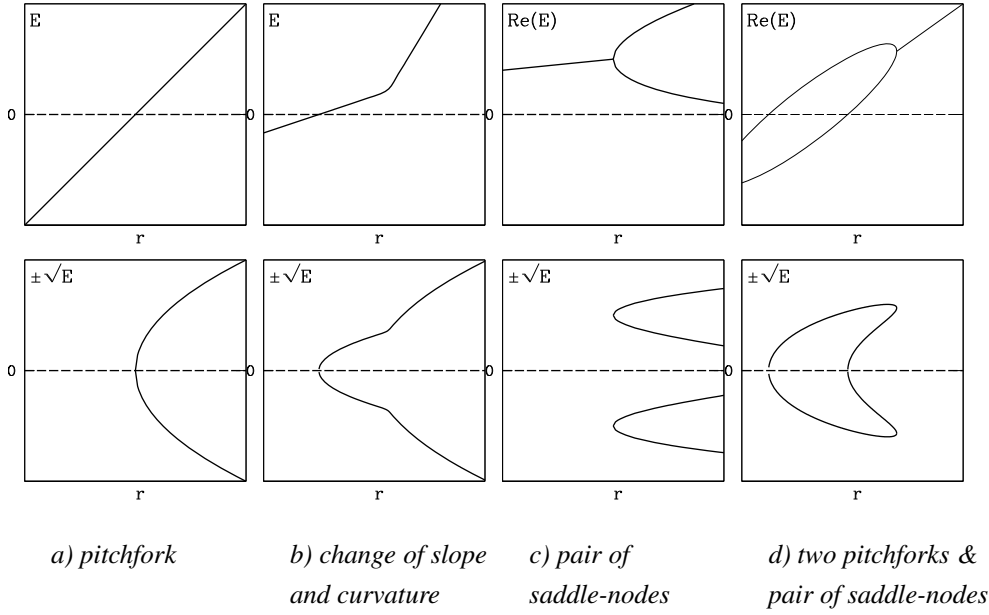 E
E
Re(E)
Re(E)
0
0
0
0
r
r
r
r
±√E
±√E
±√E
±√E
0
0
0
0
r
r
r
r
a) pitchfork
b) change of slope
and curvature
c) pair of
saddle-nodes
d) two pitchforks &
pair of saddle-nodes